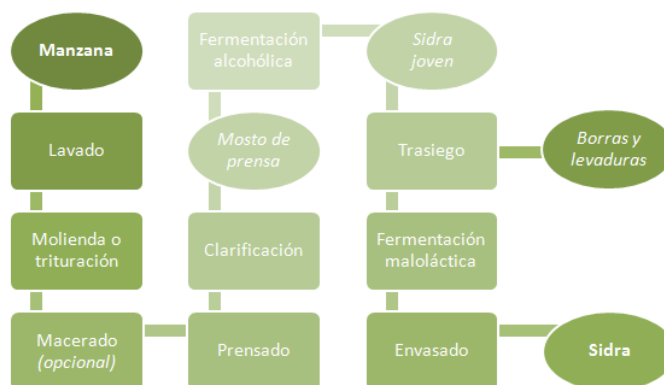 Manzana
Lavado
Molienda o
trituración
Macerado
(opcional)
Prensado
Clarificación
Mosto de
prensa
Fermentación
alcohólica
Sidra
joven
Trasiego
Borras y
levaduras
Fermentación
maloláctica
Envasado
Sidra